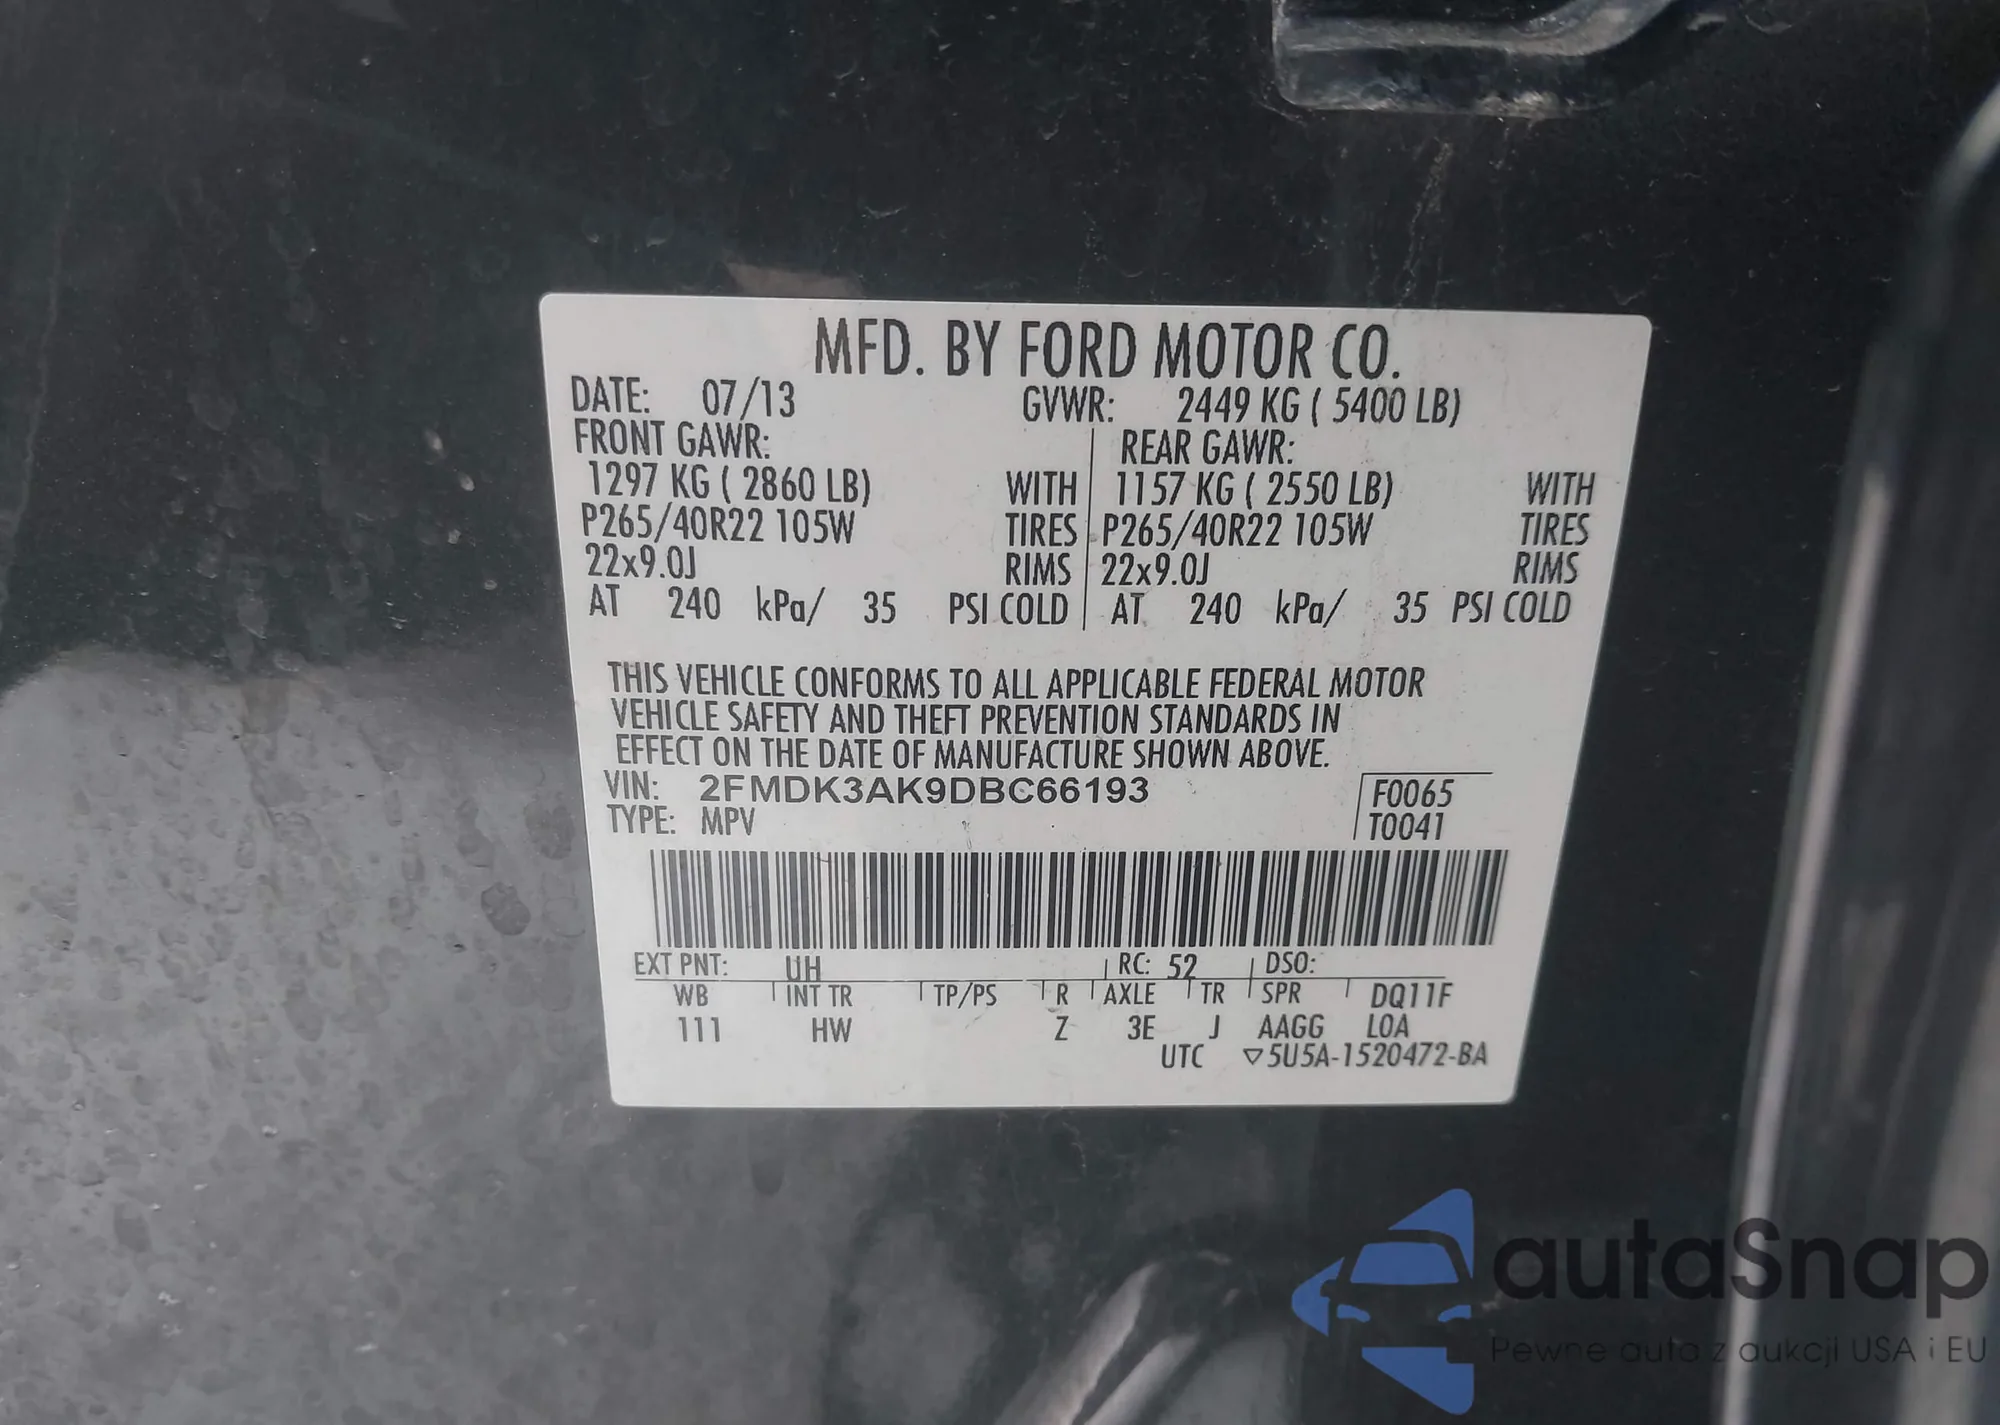 MFD. BY FORD MOTOR CO.
DATE: 07/13 GVWR: 2449 KG ( 5400 LB)
FRONT GAWR: REAR GAWR:
1297 KG ( 2860 LB) WITH 1157 KG ( 2550 LB) WITH
P265/40R22 105W TIRES P265/40R22 105W TIRES
22x9.0J RIMS 22x9.0J RIMS
AT 240 kPa/ 35 PSI COLD AT 240 kPa/ 35 PSI COLD
THIS VEHICLE CONFORMS TO ALL APPLICABLE FEDERAL MOTOR
VEHICLE SAFETY AND THEFT PREVENTION STANDARDS IN
EFFECT ON THE DATE OF MANUFACTURE SHOWN ABOVE.
VIN: 2FMDK3AK9DBC66193 F0065
TYPE: MPV T0041
EXT PNT: UH RC: 52 DSO:
WB INT TR TP/PS R AXLE TR SPR DQ11F
111 HW Z 3E J AAGG LOA
UTC ▽5U5A-1520472-BA
autaSnap
Pewne auta z aukcji USA i EU